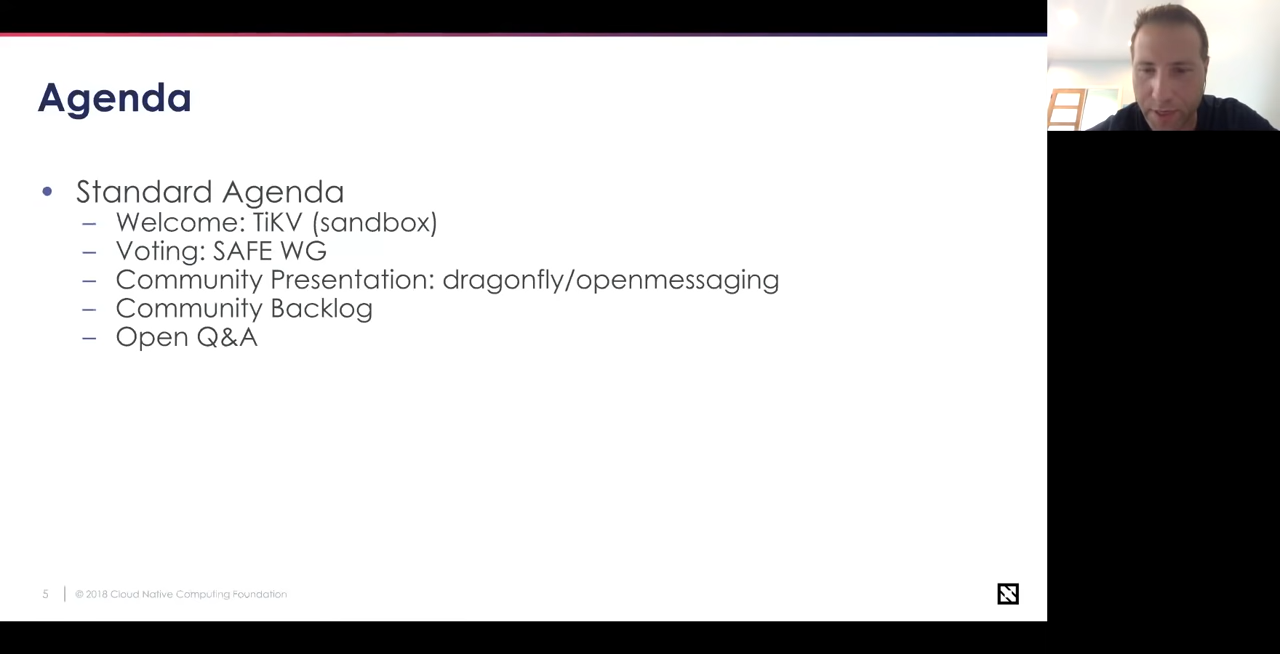 Agenda
• Standard Agenda
– Welcome: TiKV (sandbox)
– Voting: SAFE WG
– Community Presentation: dragonfly/openmessaging
– Community Backlog
– Open Q&A
5 | © 2018 Cloud Native Computing Foundation